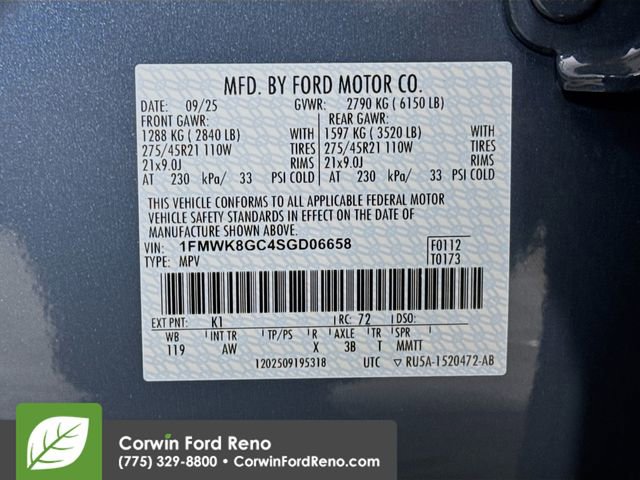 MFD. BY FORD MOTOR CO.
DATE: 09/25 GVWR: 2790 KG ( 6150 LB)
FRONT GAWR: REAR GAWR:
1288 KG ( 2840 LB) WITH 1597 KG ( 3520 LB) WITH
275/45R21 110W TIRES 275/45R21 110W TIRES
21x9.0J RIMS 21x9.0J RIMS
AT 230 kPa/ 33 PSI COLD AT 230 kPa/ 33 PSI COLD
THIS VEHICLE CONFORMS TO ALL APPLICABLE FEDERAL MOTOR
VEHICLE SAFETY STANDARDS IN EFFECT ON THE DATE OF
MANUFACTURE SHOWN ABOVE.
VIN: 1FMWK8GC4SGD06658 F0112
TYPE: MPV T0173
EXT PNT: K1 RC: 72 DSO:
WB INT TR TP/PS R AXLE TR SPR
119 AW X 3B T MMTT
1202509195318 UTC ▽ RU5A-1520472-AB
Corwin Ford Reno
(775) 329-8800 • CorwinFordReno.com